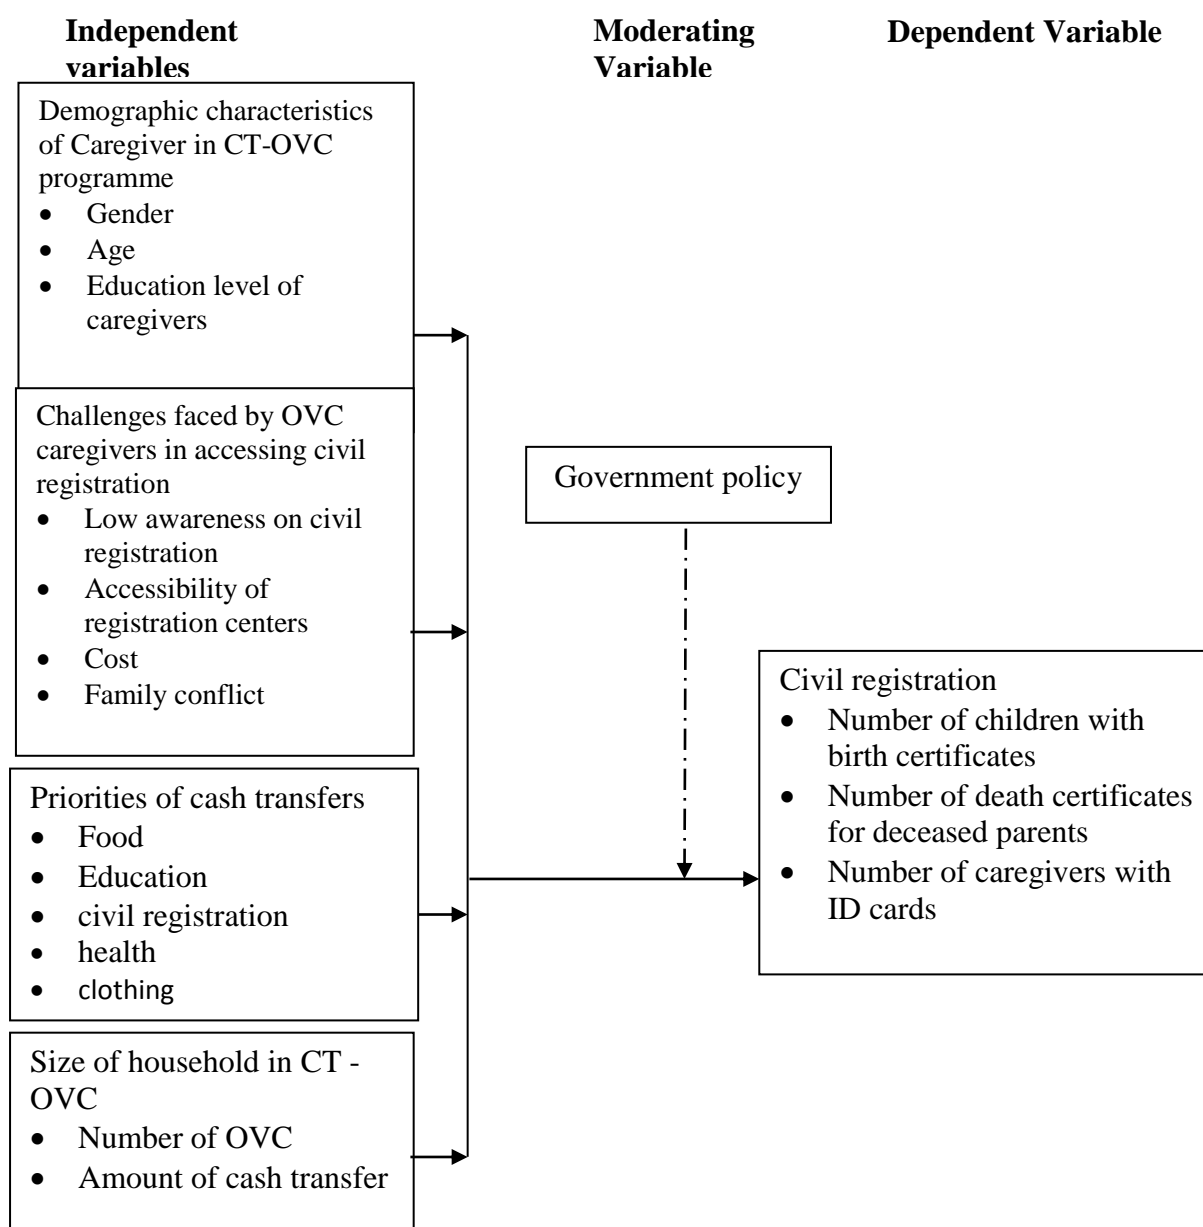 Independent
variables
Moderating
Variable
Dependent Variable
Demographic characteristics
of Caregiver in CT-OVC
programme
• Gender
• Age
• Education level of
caregivers
Challenges faced by OVC
caregivers in accessing civil
registration
• Low awareness on civil
registration
• Accessibility of
registration centers
• Cost
• Family conflict
Priorities of cash transfers
• Food
• Education
• civil registration
• health
• clothing
Size of household in CT -
OVC
• Number of OVC
• Amount of cash transfer
Government policy
Civil registration
• Number of children with
birth certificates
• Number of death certificates
for deceased parents
• Number of caregivers with
ID cards